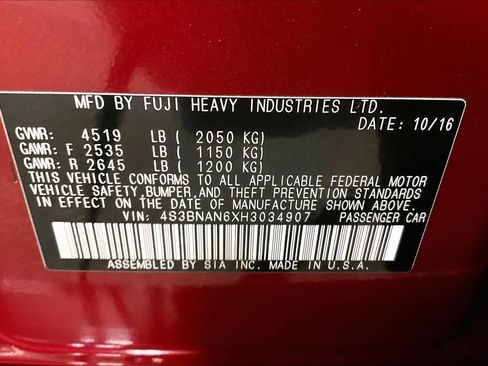 MFD BY FUJI HEAVY INDUSTRIES LTD.
DATE: 10/16
GVWR: 4519 LB ( 2050 KG)
GAWR: F 2535 LB ( 1150 KG)
GAWR: R 2645 LB ( 1200 KG)
THIS VEHICLE CONFORMS TO ALL APPLICABLE FEDERAL MOTOR
VEHICLE SAFETY, BUMPER, AND THEFT PREVENTION STANDARDS
IN EFFECT ON THE DATE OF MANUFACTURE SHOWN ABOVE.
VIN: 4S3BNAN6XH3034907 PASSENGER CAR
ASSEMBLED BY SIA INC. MADE IN U.S.A.